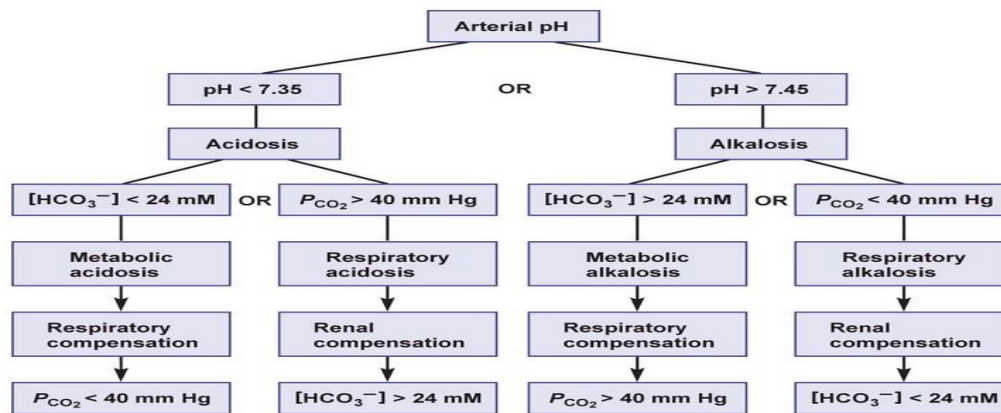 Arterial pH
pH < 7.35
OR
pH > 7.45
Acidosis
Alkalosis
[HCO₃⁻] < 24 mM
OR
PCO₂ > 40 mm Hg
[HCO₃⁻] > 24 mM
OR
PCO₂ < 40 mm Hg
Metabolic
acidosis
Respiratory
acidosis
Metabolic
alkalosis
Respiratory
alkalosis
Respiratory
compensation
Renal
compensation
Respiratory
compensation
Renal
compensation
PCO₂ < 40 mm Hg
[HCO₃⁻] > 24 mM
PCO₂ > 40 mm Hg
[HCO₃⁻] < 24 mM